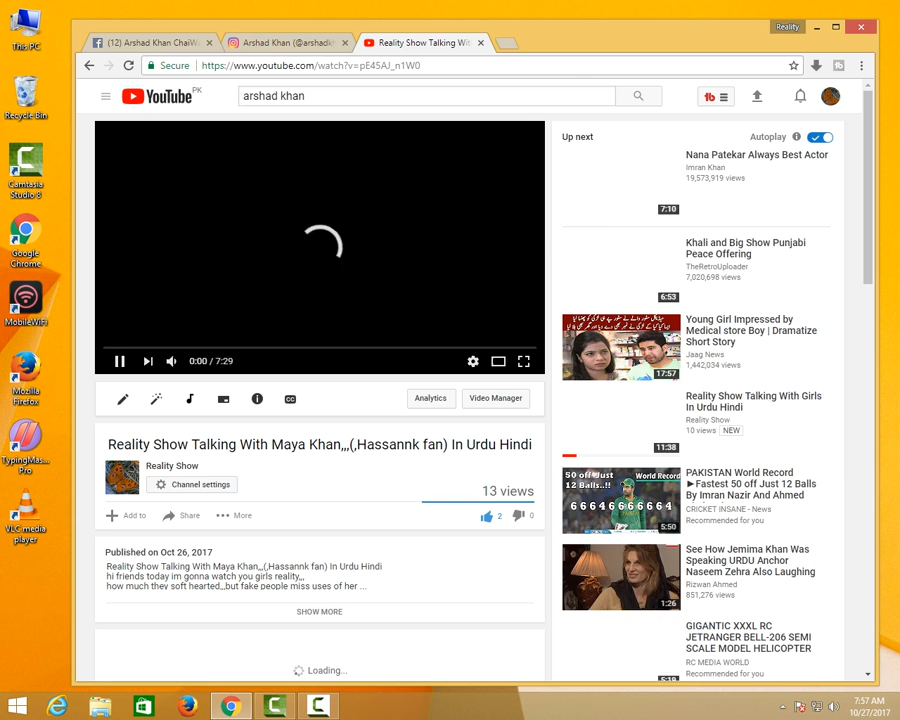 This PC
Recycle Bin
Camtasia
Studio 8
Google
Chrome
MobileWiFi
Mozilla
Firefox
TypingMas...
Pro
VLC media
player
Reality
(12) Arshad Khan ChaiW
Arshad Khan (@arshadkh
Reality Show Talking Wit
Secure
https://www.youtube.com/watch?v=pE45AJ_n1W0
YouTube PK
arshad khan
0:00 / 7:29
Analytics
Video Manager
Reality Show Talking With Maya Khan,,,(,Hassannk fan) In Urdu Hindi
Reality Show
Channel settings
13 views
Add to
Share
More
2
0
Published on Oct 26, 2017
Reality Show Talking With Maya Khan,,,(,Hassannk fan) In Urdu Hindi
hi friends today im gonna watch you girls reality,,,
how much they soft hearted,,,but fake people miss uses of her ...
SHOW MORE
Loading...
Up next
Autoplay
Nana Patekar Always Best Actor
Imran Khan
19,573,919 views
7:10
Khali and Big Show Punjabi
Peace Offering
TheRetroUploader
7,020,698 views
6:53
Young Girl Impressed by
Medical store Boy | Dramatize
Short Story
Jaag News
1,442,034 views
17:57
Reality Show Talking With Girls
In Urdu Hindi
Reality Show
10 views NEW
11:38
50 off Just
12 Balls..!!
World Record
6 6 4 6 6 6 6 6 6
5:50
PAKISTAN World Record
►Fastest 50 off Just 12 Balls
By Imran Nazir And Ahmed
CRICKET INSANE - News
Recommended for you
See How Jemima Khan Was
Speaking URDU Anchor
Naseem Zehra Also Laughing
Rizwan Ahmed
851,276 views
1:26
GIGANTIC XXXL RC
JETRANGER BELL-206 SEMI
SCALE MODEL HELICOPTER
RC MEDIA WORLD
Recommended for you
7:57 AM
10/27/2017